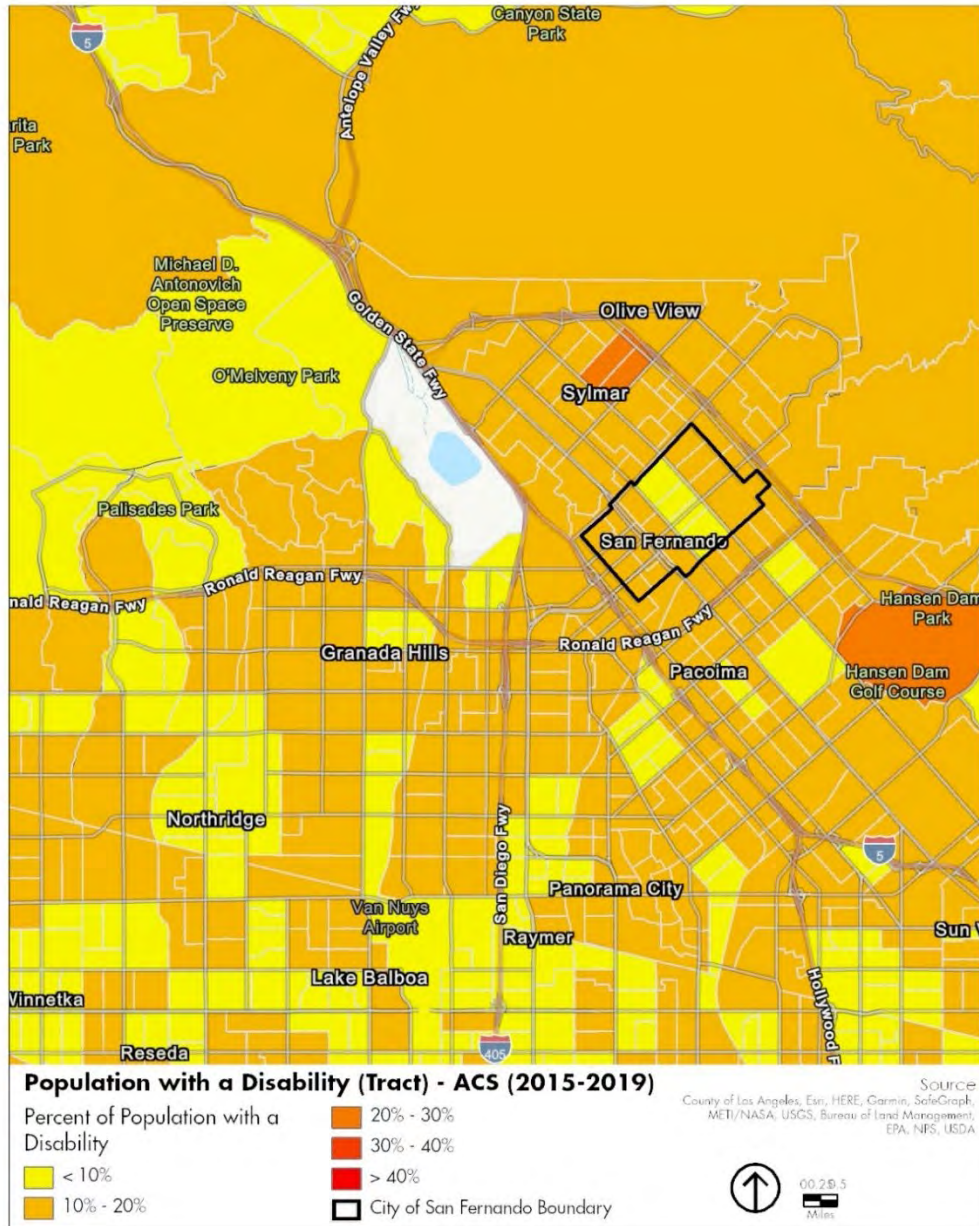 Canyon State
Park
5
Antelope Valley Fwy
rita
Park
Michael D.
Antonovich
Open Space
Preserve
Golden State Fwy
Olive View
O'Melveny Park
Sylmar
Palisades Park
San Fernando
Ronald Reagan Fwy
nald Reagan Fwy
Hansen Dam
Park
Ronald Reagan Fwy
Granada Hills
Pacoima
Hansen Dam
Golf Course
San Diego Fwy
Northridge
5
Panorama City
Van Nuys
Airport
Raymer
Sun V
Lake Balboa
Hollywood F
Winnetka
Reseda
405
Population with a Disability (Tract) - ACS (2015-2019)
Percent of Population with a
Disability
< 10%
10% - 20%
20% - 30%
30% - 40%
> 40%
City of San Fernando Boundary
Source
County of Los Angeles, Esri, HERE, Garmin, SafeGraph,
METI/NASA, USGS, Bureau of Land Management,
EPA, NPS, USDA
Miles